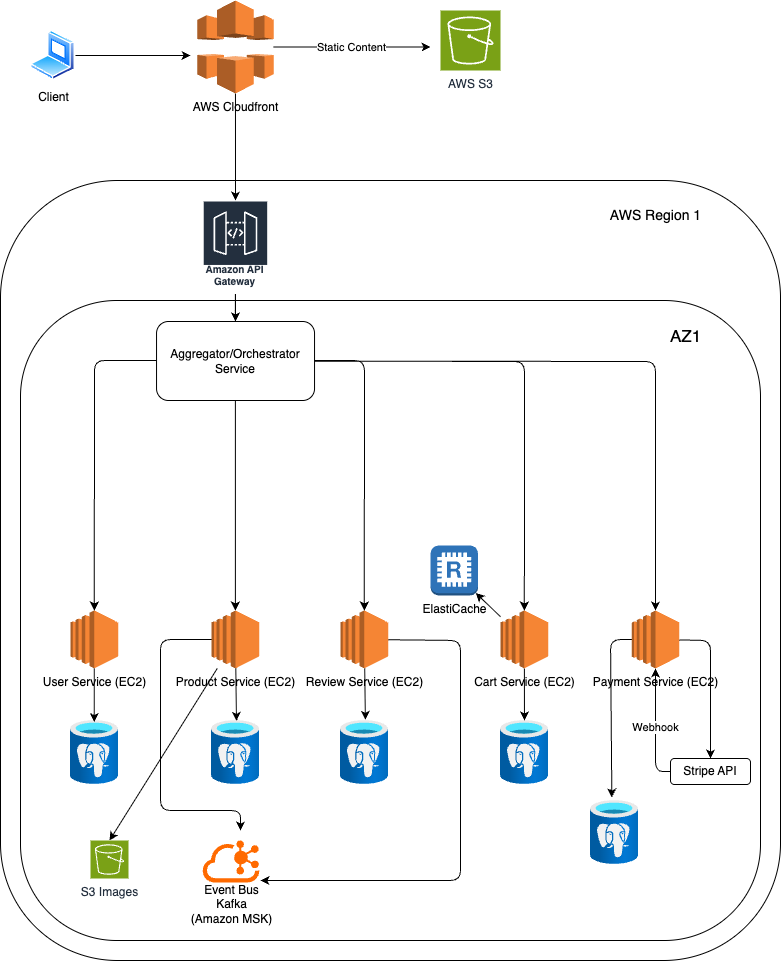 Client
AWS Cloudfront
Static Content
AWS S3
AWS Region 1
Amazon API
Gateway
AZ1
Aggregator/Orchestrator
Service
R
ElastiCache
User Service (EC2)
Product Service (EC2)
Review Service (EC2)
Cart Service (EC2)
Payment Service (EC2)
Webhook
Stripe API
S3 Images
Event Bus
Kafka
(Amazon MSK)